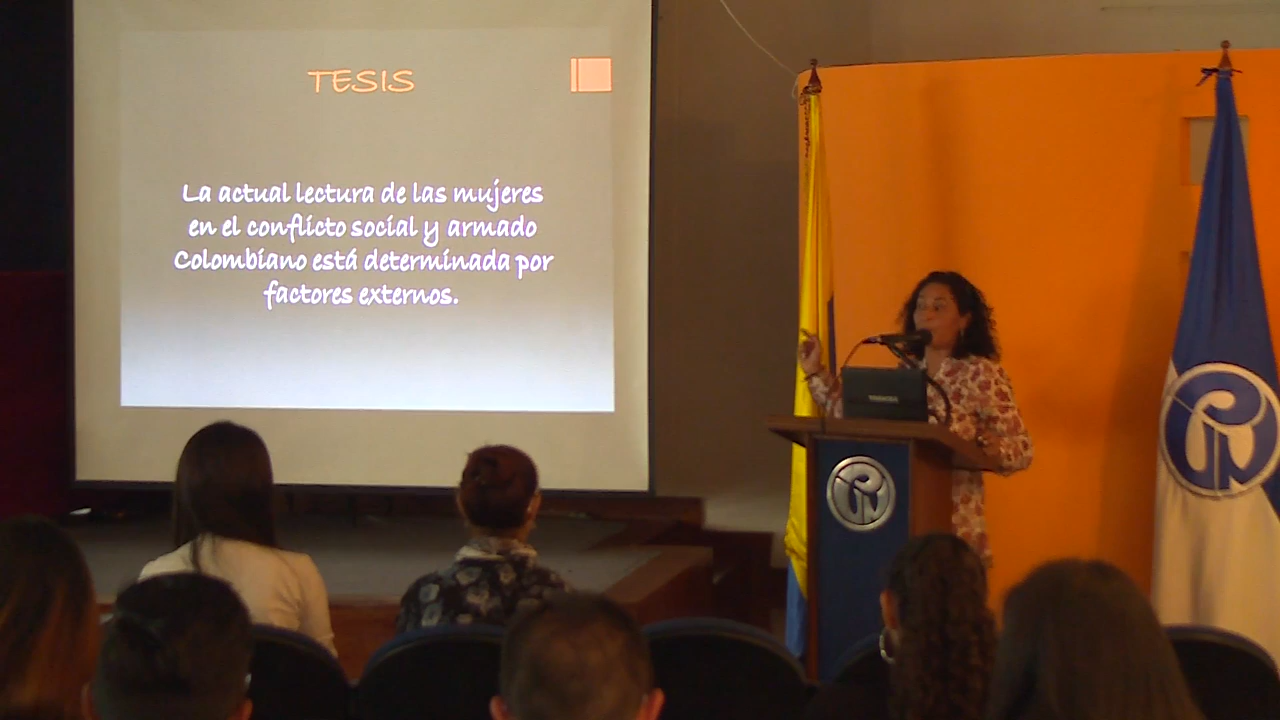 TESIS
La actual lectura de las mujeres
en el conflicto social y armado
Colombiano está determinada por
factores externos.